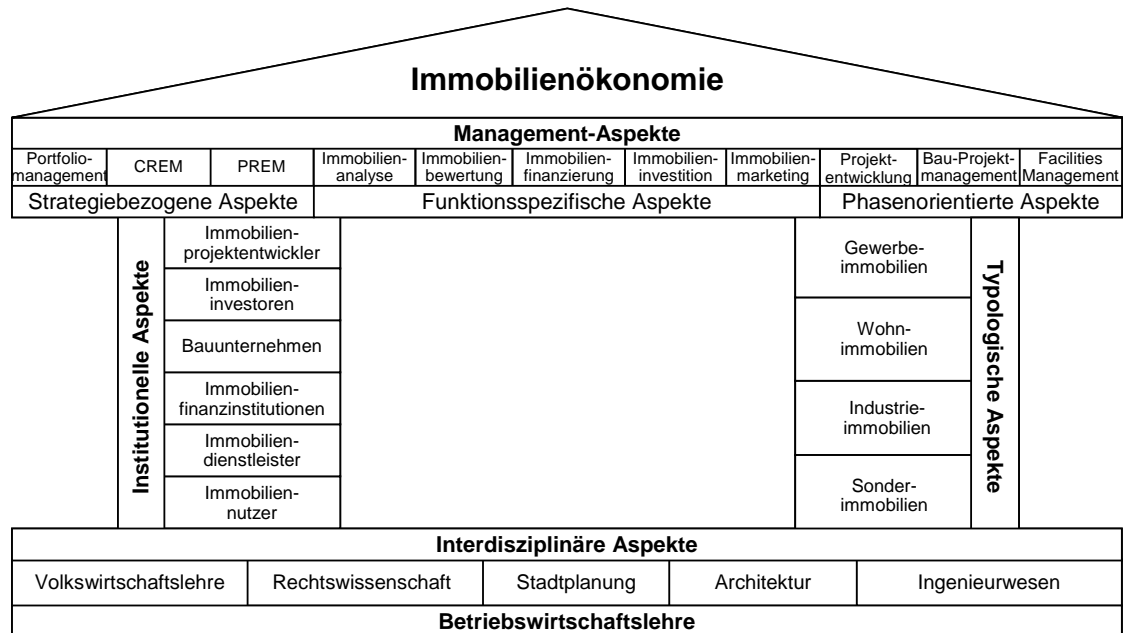 Immobilienökonomie
Management-Aspekte
Portfolio-
management
CREM
PREM
Immobilien-
analyse
Immobilien-
bewertung
Immobilien-
finanzierung
Immobilien-
investition
Immobilien-
marketing
Projekt-
entwicklung
Bau-Projekt-
management
Facilities
Management
Strategiebezogene Aspekte
Funktionsspezifische Aspekte
Phasenorientierte Aspekte
Institutionelle Aspekte
Immobilien-
projektentwickler
Immobilien-
investoren
Bauunternehmen
Immobilien-
finanzinstitutionen
Immobilien-
dienstleister
Immobilien-
nutzer
Gewerbe-
immobilien
Wohn-
immobilien
Industrie-
immobilien
Sonder-
immobilien
Typologische Aspekte
Interdisziplinäre Aspekte
Volkswirtschaftslehre
Rechtswissenschaft
Stadtplanung
Architektur
Ingenieurwesen
Betriebswirtschaftslehre